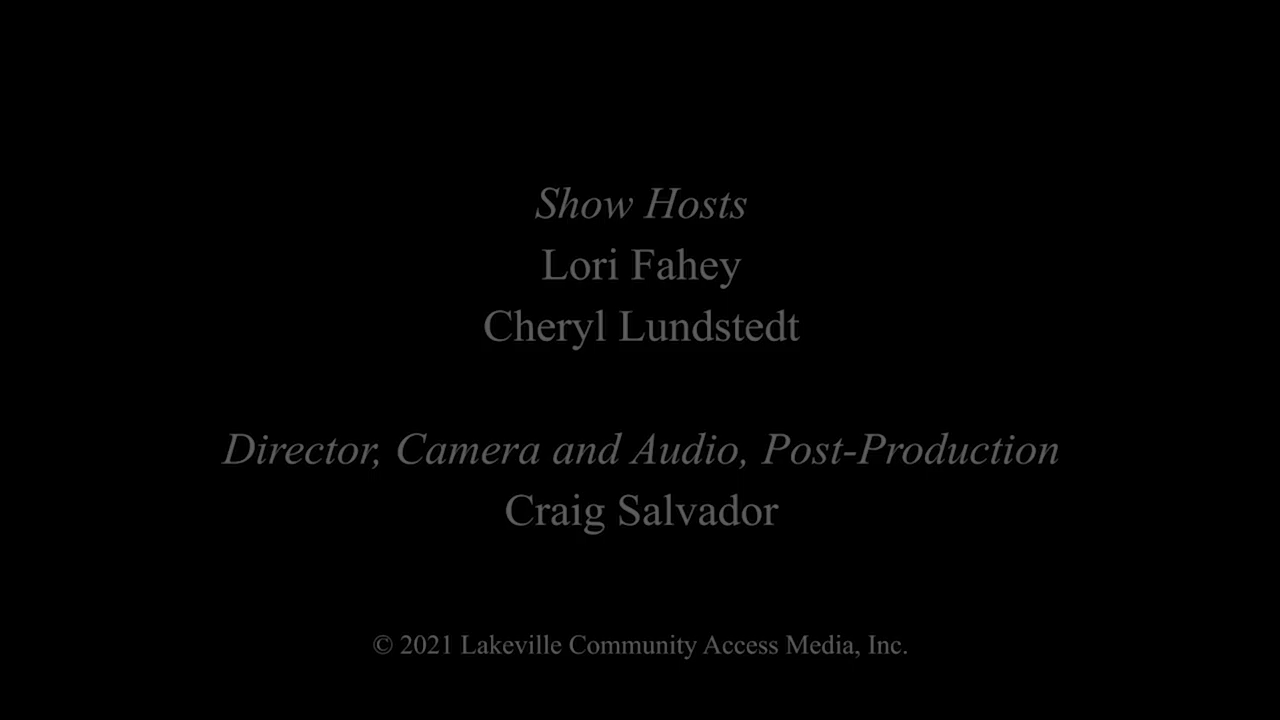 Show Hosts
Lori Fahey
Cheryl Lundstedt
Director, Camera and Audio, Post-Production
Craig Salvador
© 2021 Lakeville Community Access Media, Inc.